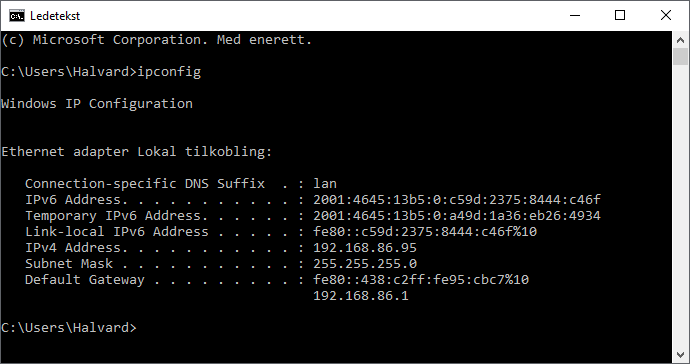 Ledetekst
(c) Microsoft Corporation. Med enerett.
C:\Users\Halvard>ipconfig
Windows IP Configuration
Ethernet adapter Lokal tilkobling:
   Connection-specific DNS Suffix  . : lan
   IPv6 Address. . . . . . . . . . . : 2001:4645:13b5:0:c59d:2375:8444:c46f
   Temporary IPv6 Address. . . . . . : 2001:4645:13b5:0:a49d:1a36:eb26:4934
   Link-local IPv6 Address . . . . . : fe80::c59d:2375:8444:c46f%10
   IPv4 Address. . . . . . . . . . . : 192.168.86.95
   Subnet Mask . . . . . . . . . . . : 255.255.255.0
   Default Gateway . . . . . . . . . : fe80::438:c2ff:fe95:cbc7%10
                                       192.168.86.1
C:\Users\Halvard>